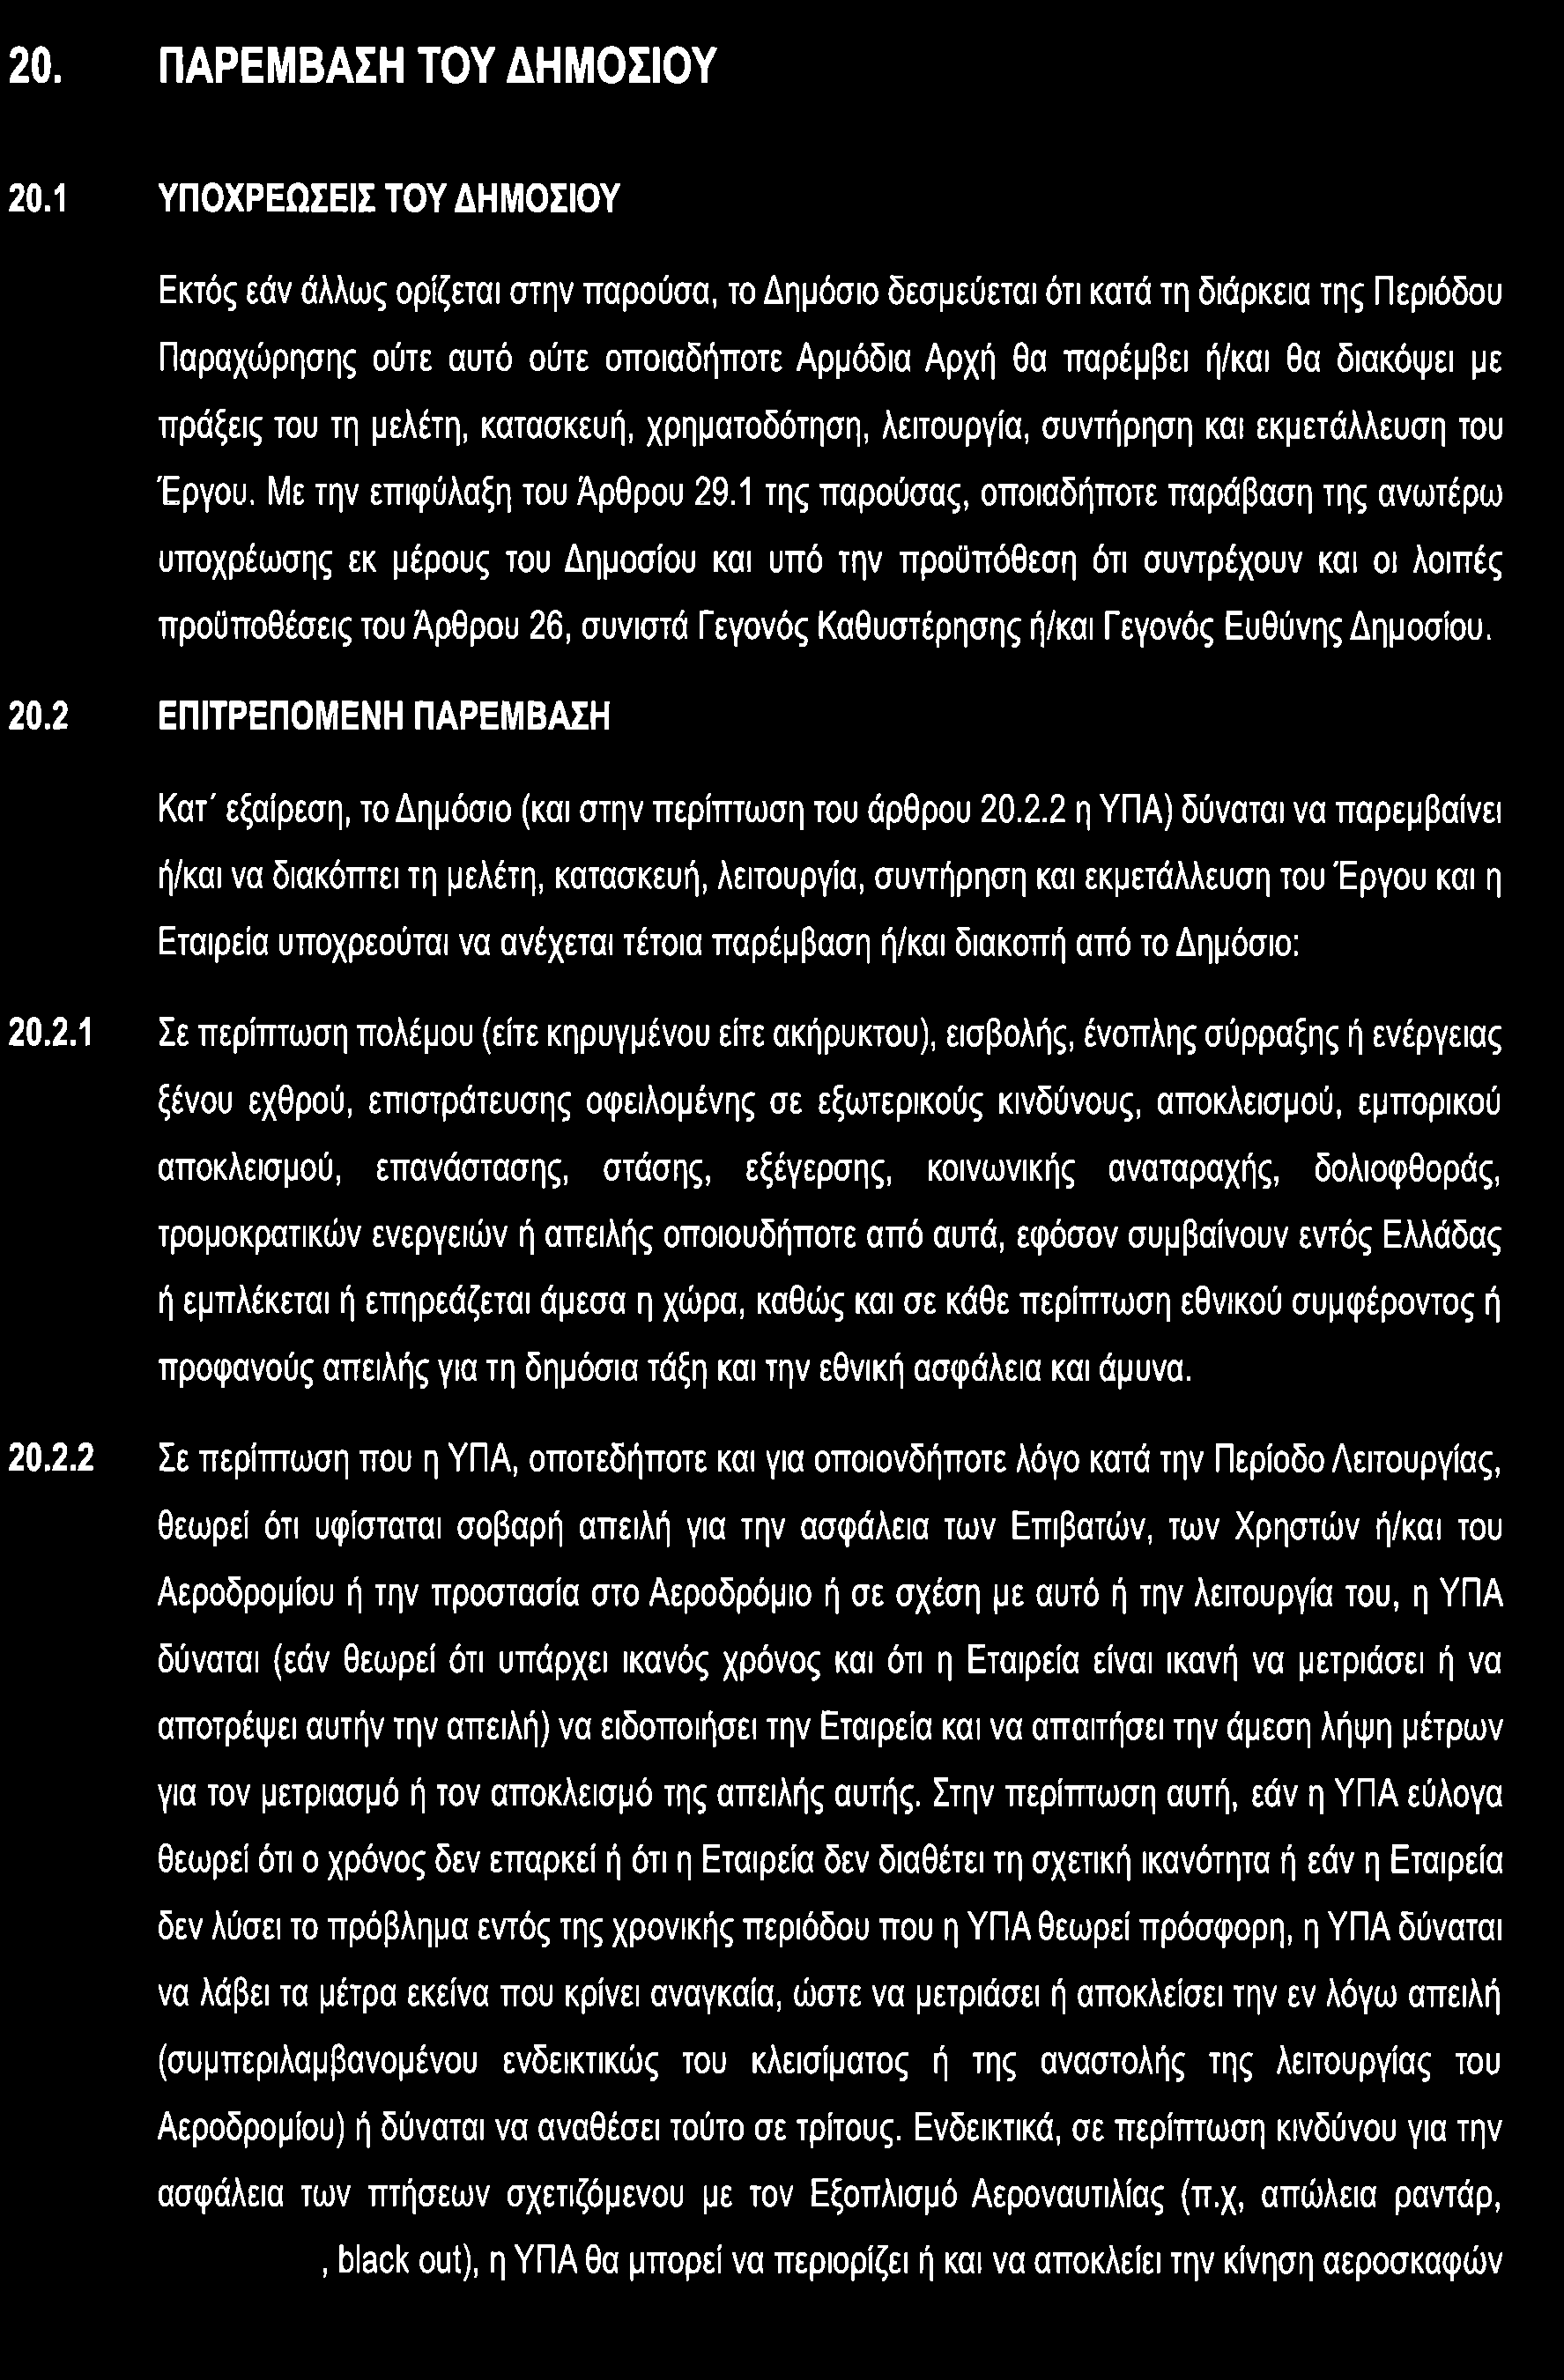 20. ΠΑΡΕΜΒΑΣΗ ΤΟΥ ΔΗΜΟΣΙΟΥ
20.1 ΥΠΟΧΡΕΩΣΕΙΣ ΤΟΥ ΔΗΜΟΣΙΟΥ
Εκτός εάν άλλως ορίζεται στην παρούσα, το Δημόσιο δεσμεύεται ότι κατά τη διάρκεια της Περιόδου
Παραχώρησης ούτε αυτό ούτε οποιαδήποτε Αρμόδια Αρχή θα παρέμβει ή/και θα διακόψει με
πράξεις του τη μελέτη, κατασκευή, χρηματοδότηση, λειτουργία, συντήρηση και εκμετάλλευση του
Έργου. Με την επιφύλαξη του Άρθρου 29.1 της παρούσας, οποιαδήποτε παράβαση της ανωτέρω
υποχρέωσης εκ μέρους του Δημοσίου και υπό την προϋπόθεση ότι συντρέχουν και οι λοιπές
προϋποθέσεις του Άρθρου 26, συνιστά Γεγονός Καθυστέρησης ή/και Γεγονός Ευθύνης Δημοσίου.
20.2 ΕΠΙΤΡΕΠΟΜΕΝΗ ΠΑΡΕΜΒΑΣΗ
Κατ΄ εξαίρεση, το Δημόσιο (και στην περίπτωση του άρθρου 20.2.2 η ΥΠΑ) δύναται να παρεμβαίνει
ή/και να διακόπτει τη μελέτη, κατασκευή, λειτουργία, συντήρηση και εκμετάλλευση του Έργου και η
Εταιρεία υποχρεούται να ανέχεται τέτοια παρέμβαση ή/και διακοπή από το Δημόσιο:
20.2.1 Σε περίπτωση πολέμου (είτε κηρυγμένου είτε ακήρυκτου), εισβολής, ένοπλης σύρραξης ή ενέργειας
ξένου εχθρού, επιστράτευσης οφειλομένης σε εξωτερικούς κινδύνους, αποκλεισμού, εμπορικού
αποκλεισμού, επανάστασης, στάσης, εξέγερσης, κοινωνικής αναταραχής, δολιοφθοράς,
τρομοκρατικών ενεργειών ή απειλής οποιουδήποτε από αυτά, εφόσον συμβαίνουν εντός Ελλάδας
ή εμπλέκεται ή επηρεάζεται άμεσα η χώρα, καθώς και σε κάθε περίπτωση εθνικού συμφέροντος ή
προφανούς απειλής για τη δημόσια τάξη και την εθνική ασφάλεια και άμυνα.
20.2.2 Σε περίπτωση που η ΥΠΑ, οποτεδήποτε και για οποιονδήποτε λόγο κατά την Περίοδο Λειτουργίας,
θεωρεί ότι υφίσταται σοβαρή απειλή για την ασφάλεια των Επιβατών, των Χρηστών ή/και του
Αεροδρομίου ή την προστασία στο Αεροδρόμιο ή σε σχέση με αυτό ή την λειτουργία του, η ΥΠΑ
δύναται (εάν θεωρεί ότι υπάρχει ικανός χρόνος και ότι η Εταιρεία είναι ικανή να μετριάσει ή να
αποτρέψει αυτήν την απειλή) να ειδοποιήσει την Εταιρεία και να απαιτήσει την άμεση λήψη μέτρων
για τον μετριασμό ή τον αποκλεισμό της απειλής αυτής. Στην περίπτωση αυτή, εάν η ΥΠΑ εύλογα
θεωρεί ότι ο χρόνος δεν επαρκεί ή ότι η Εταιρεία δεν διαθέτει τη σχετική ικανότητα ή εάν η Εταιρεία
δεν λύσει το πρόβλημα εντός της χρονικής περιόδου που η ΥΠΑ θεωρεί πρόσφορη, η ΥΠΑ δύναται
να λάβει τα μέτρα εκείνα που κρίνει αναγκαία, ώστε να μετριάσει ή αποκλείσει την εν λόγω απειλή
(συμπεριλαμβανομένου ενδεικτικώς του κλεισίματος ή της αναστολής της λειτουργίας του
Αεροδρομίου) ή δύναται να αναθέσει τούτο σε τρίτους. Ενδεικτικά, σε περίπτωση κινδύνου για την
ασφάλεια των πτήσεων σχετιζόμενου με τον Εξοπλισμό Αεροναυτιλίας (π.χ, απώλεια ραντάρ,
, black out), η ΥΠΑ θα μπορεί να περιορίζει ή και να αποκλείει την κίνηση αεροσκαφών